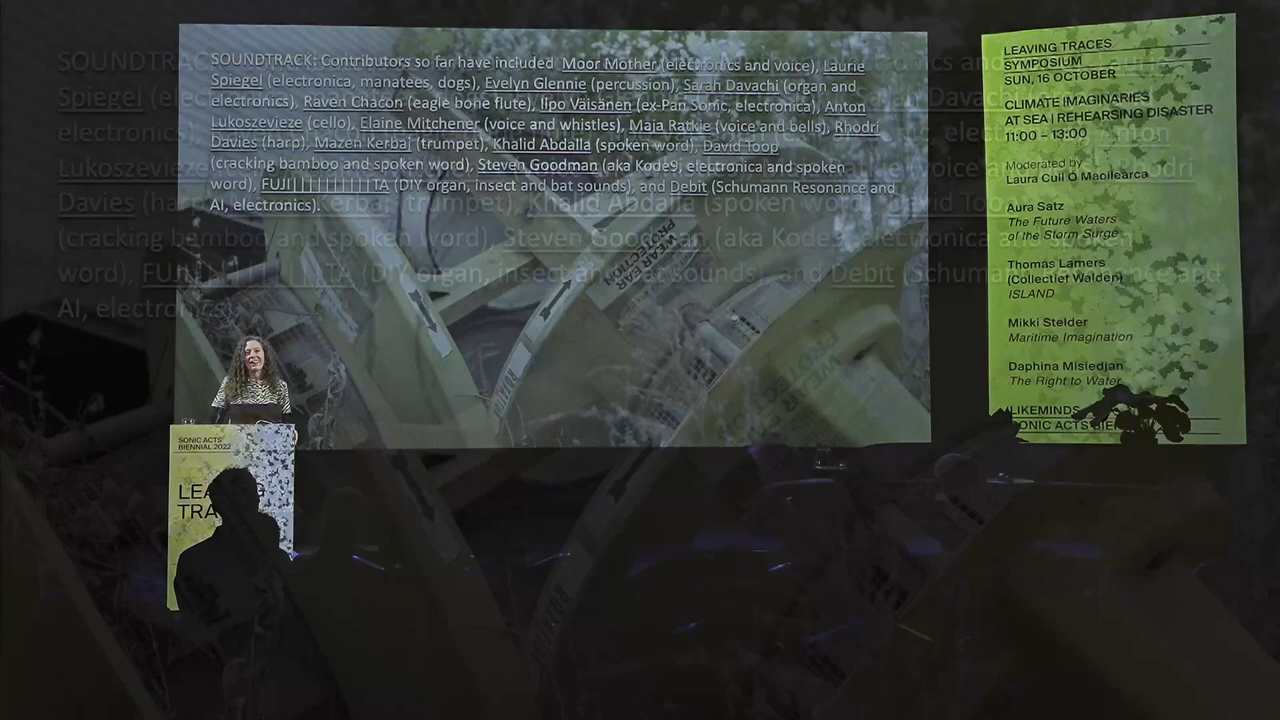 SOUNDTRACK: Contributors so far have included Moor Mother (electronics and voice), Laurie
Spiegel (electronica, manatees, dogs), Evelyn Glennie (percussion), Sarah Davachi (organ and
electronics), Raven Chacon (eagle bone flute), Ilpo Väisänen (ex-Pan Sonic, electronica), Anton
Lukoszevieze (cello), Elaine Mitchener (voice and whistles), Maja Ratkje (voice and bells), Rhodri
Davies (harp), Mazen Kerbaj (trumpet), Khalid Abdalla (spoken word), David Toop
(cracking bamboo and spoken word), Steven Goodman (aka Kode9, electronica and spoken
word), FUJI|||||||||||TA (DIY organ, insect and bat sounds), and Debit (Schumann Resonance and
AI, electronics).
WEAR EAR
PROTECTION
LEAVING TRACES
SYMPOSIUM
SUN, 16 OCTOBER
CLIMATE IMAGINARIES
AT SEA | REHEARSING DISASTER
11:00 – 13:00
Moderated by
Laura Cull Ó Maoilearca
Aura Satz
The Future Waters
of the Storm Surge
Thomas Lamers
(Collectief Walden)
ISLAND
Mikki Stelder
Maritime Imagination
Daphina Misiedjan
The Right to Water
LIKEMINDS
SONIC ACTS BIE
SONIC ACTS
BIENNIAL 2022
LEA
TRA